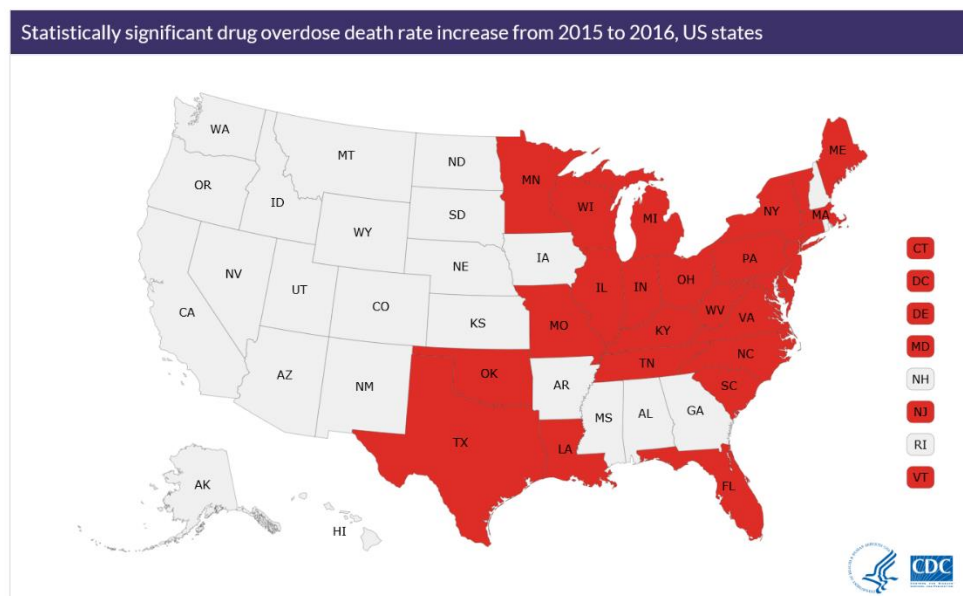 Statistically significant drug overdose death rate increase from 2015 to 2016, US states
WA
MT
ND
MN
ME
OR
ID
SD
WI
MI
NY
MA
WY
NE
IA
PA
NV
UT
CO
IL
IN
OH
WV
VA
CA
KS
MO
KY
NC
TN
AZ
NM
OK
AR
SC
MS
AL
GA
TX
LA
FL
AK
HI
CT
DC
DE
MD
NH
NJ
RI
VT
CDC